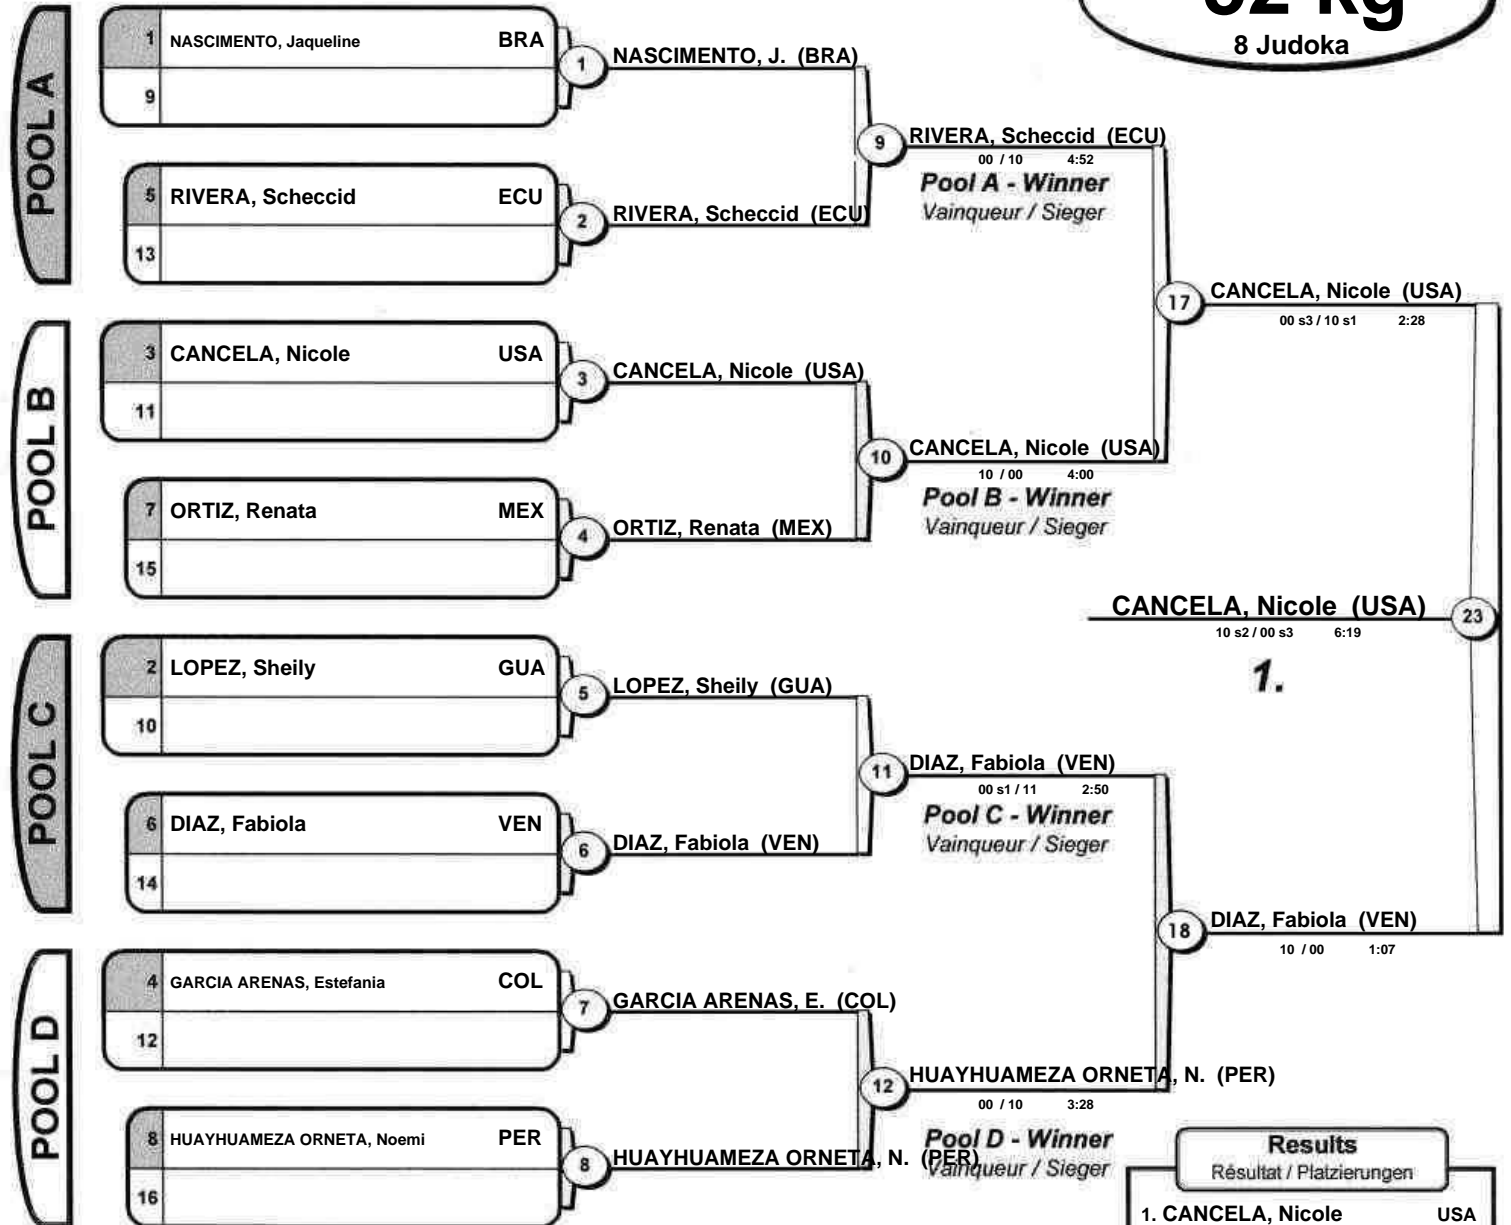 8 Judoka
POOL A
1 NASCIMENTO, Jaqueline BRA
9
1
NASCIMENTO, J. (BRA)
5 RIVERA, Scheccid ECU
13
2
RIVERA, Scheccid (ECU)
9
RIVERA, Scheccid (ECU)
00 / 10 4:52
Pool A - Winner
Vainqueur / Sieger
POOL B
3 CANCELA, Nicole USA
11
3
CANCELA, Nicole (USA)
7 ORTIZ, Renata MEX
15
4
ORTIZ, Renata (MEX)
10
CANCELA, Nicole (USA)
10 / 00 4:00
Pool B - Winner
Vainqueur / Sieger
17
CANCELA, Nicole (USA)
00 s3 / 10 s1 2:28
CANCELA, Nicole (USA)
10 s2 / 00 s3 6:19
23
1.
POOL C
2 LOPEZ, Sheily GUA
10
5
LOPEZ, Sheily (GUA)
6 DIAZ, Fabiola VEN
14
6
DIAZ, Fabiola (VEN)
11
DIAZ, Fabiola (VEN)
00 s1 / 11 2:50
Pool C - Winner
Vainqueur / Sieger
18
DIAZ, Fabiola (VEN)
10 / 00 1:07
POOL D
4 GARCIA ARENAS, Estefania COL
12
7
GARCIA ARENAS, E. (COL)
8 HUAYHUAMEZA ORNETA, Noemi PER
16
8
HUAYHUAMEZA ORNETA, N. (PER)
12
HUAYHUAMEZA ORNETA, N. (PER)
00 / 10 3:28
Pool D - Winner
Vainqueur / Sieger
Results
Résultat / Platzierungen
1. CANCELA, Nicole USA